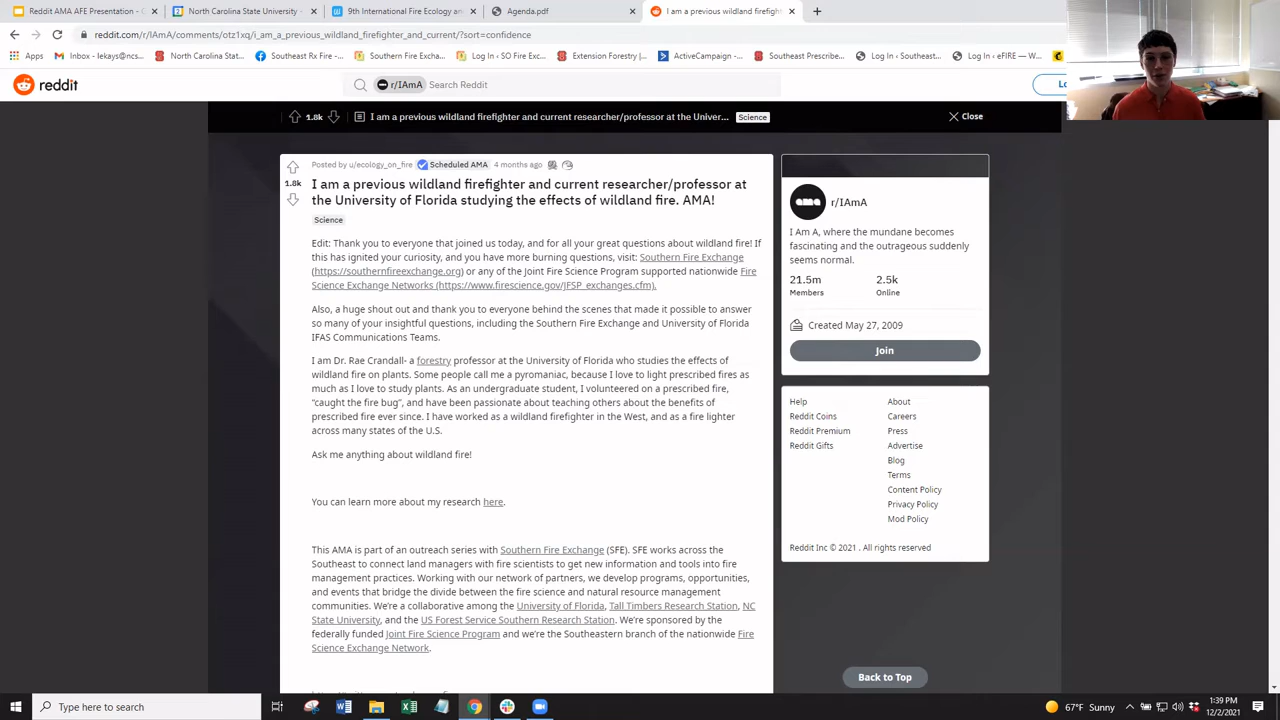 AMA AFE Presentation - Google
North Carolina State University -
9th International Fire Ecology an
Agenda.pdf
I am a previous wildland firefight
reddit.com/r/IAmA/comments/otz1xq/i_am_a_previous_wildland_firefighter_and_current/?sort=confidence
Apps
Inbox - lekays@nc...
Southeast Rx Fire...
Southern Fire Excha...
Log In ‹ SO Fire Exc...
Extension Forestry |...
ActiveCampaign -...
Southeast Prescribe...
Log In ‹ Southeast...
Log In ‹ eFIRE — W...
reddit
r/IAmA
Search Reddit
1.8k
I am a previous wildland firefighter and current researcher/professor at the Univer...
Science
Close
Posted by u/ecology_on_fire
Scheduled AMA
4 months ago
1.8k
I am a previous wildland firefighter and current researcher/professor at
the University of Florida studying the effects of wildland fire. AMA!
Science
Edit: Thank you to everyone that joined us today, and for all your great questions about wildland fire! If
this has ignited your curiosity, and you have more burning questions, visit: Southern Fire Exchange
(https://southernfireexchange.org) or any of the Joint Fire Science Program supported nationwide Fire
Science Exchange Networks (https://www.firescience.gov/JFSP_exchanges.cfm).
Also, a huge shout out and thank you to everyone behind the scenes that made it possible to answer
so many of your insightful questions, including the Southern Fire Exchange and University of Florida
IFAS Communications Teams.
I am Dr. Rae Crandall- a forestry professor at the University of Florida who studies the effects of
wildland fire on plants. Some people call me a pyromaniac, because I love to light prescribed fires as
much as I love to study plants. As an undergraduate student, I volunteered on a prescribed fire,
“caught the fire bug”, and have been passionate about teaching others about the benefits of
prescribed fire ever since. I have worked as a wildland firefighter in the West, and as a fire lighter
across many states of the U.S.
Ask me anything about wildland fire!
You can learn more about my research here.
This AMA is part of an outreach series with Southern Fire Exchange (SFE). SFE works across the
Southeast to connect land managers with fire scientists to get new information and tools into fire
management practices. Working with our network of partners, we develop programs, opportunities,
and events that bridge the divide between the fire science and natural resource management
communities. We’re a collaborative among the University of Florida, Tall Timbers Research Station, NC
State University, and the US Forest Service Southern Research Station. We’re sponsored by the
federally funded Joint Fire Science Program and we’re the Southeastern branch of the nationwide Fire
Science Exchange Network.
r/IAmA
I Am A, where the mundane becomes
fascinating and the outrageous suddenly
seems normal.
21.5m
2.5k
Members
Online
Created May 27, 2009
Join
Help
About
Reddit Coins
Careers
Reddit Premium
Press
Reddit Gifts
Advertise
Blog
Terms
Content Policy
Privacy Policy
Mod Policy
Reddit Inc © 2021 . All rights reserved
Back to Top
Type here to search
67°F Sunny
1:39 PM
12/2/2021